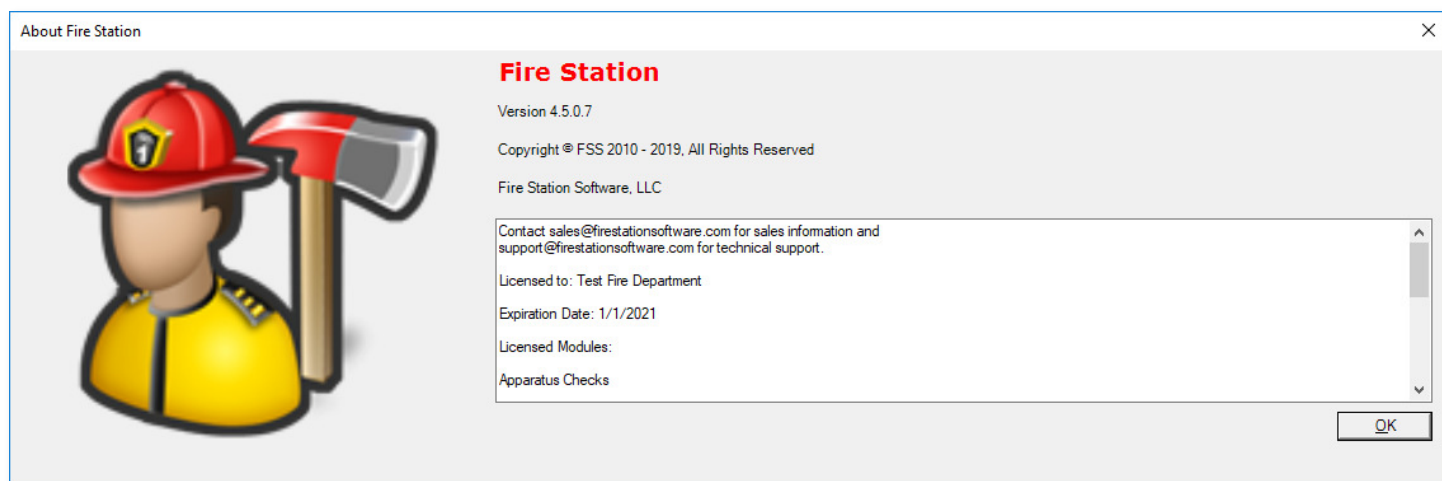 About Fire Station
Fire Station
Version 4.5.0.7
Copyright © FSS 2010 - 2019, All Rights Reserved
Fire Station Software, LLC
Contact sales@firestationsoftware.com for sales information and
support@firestationsoftware.com for technical support.
Licensed to: Test Fire Department
Expiration Date: 1/1/2021
Licensed Modules:
Apparatus Checks
OK
1